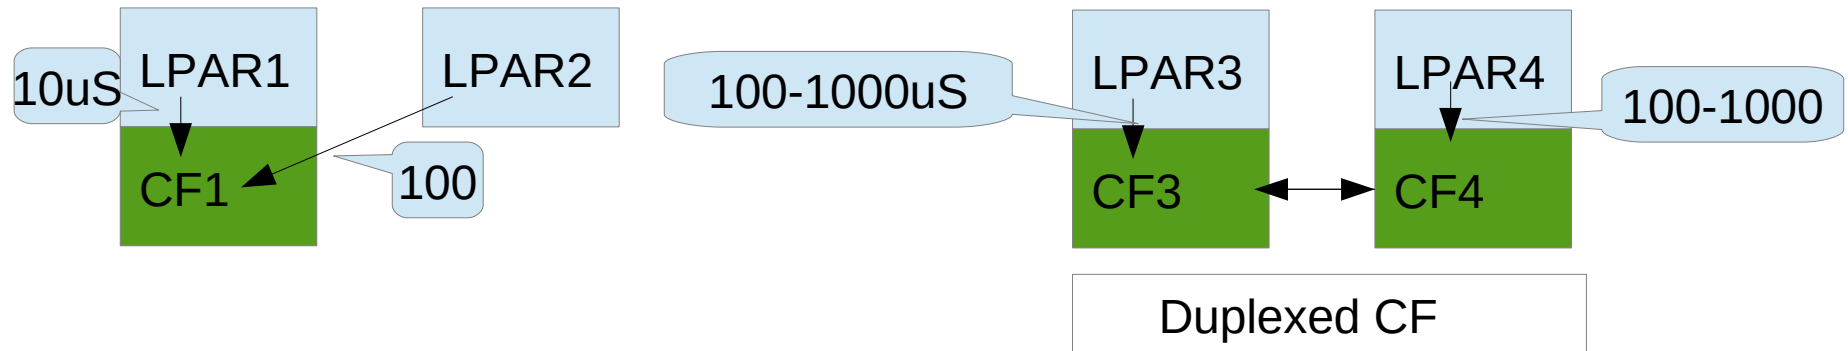 10uS
LPAR1
LPAR2
CF1
100
100-1000uS
LPAR3
LPAR4
100-1000
CF3
CF4
Duplexed CF